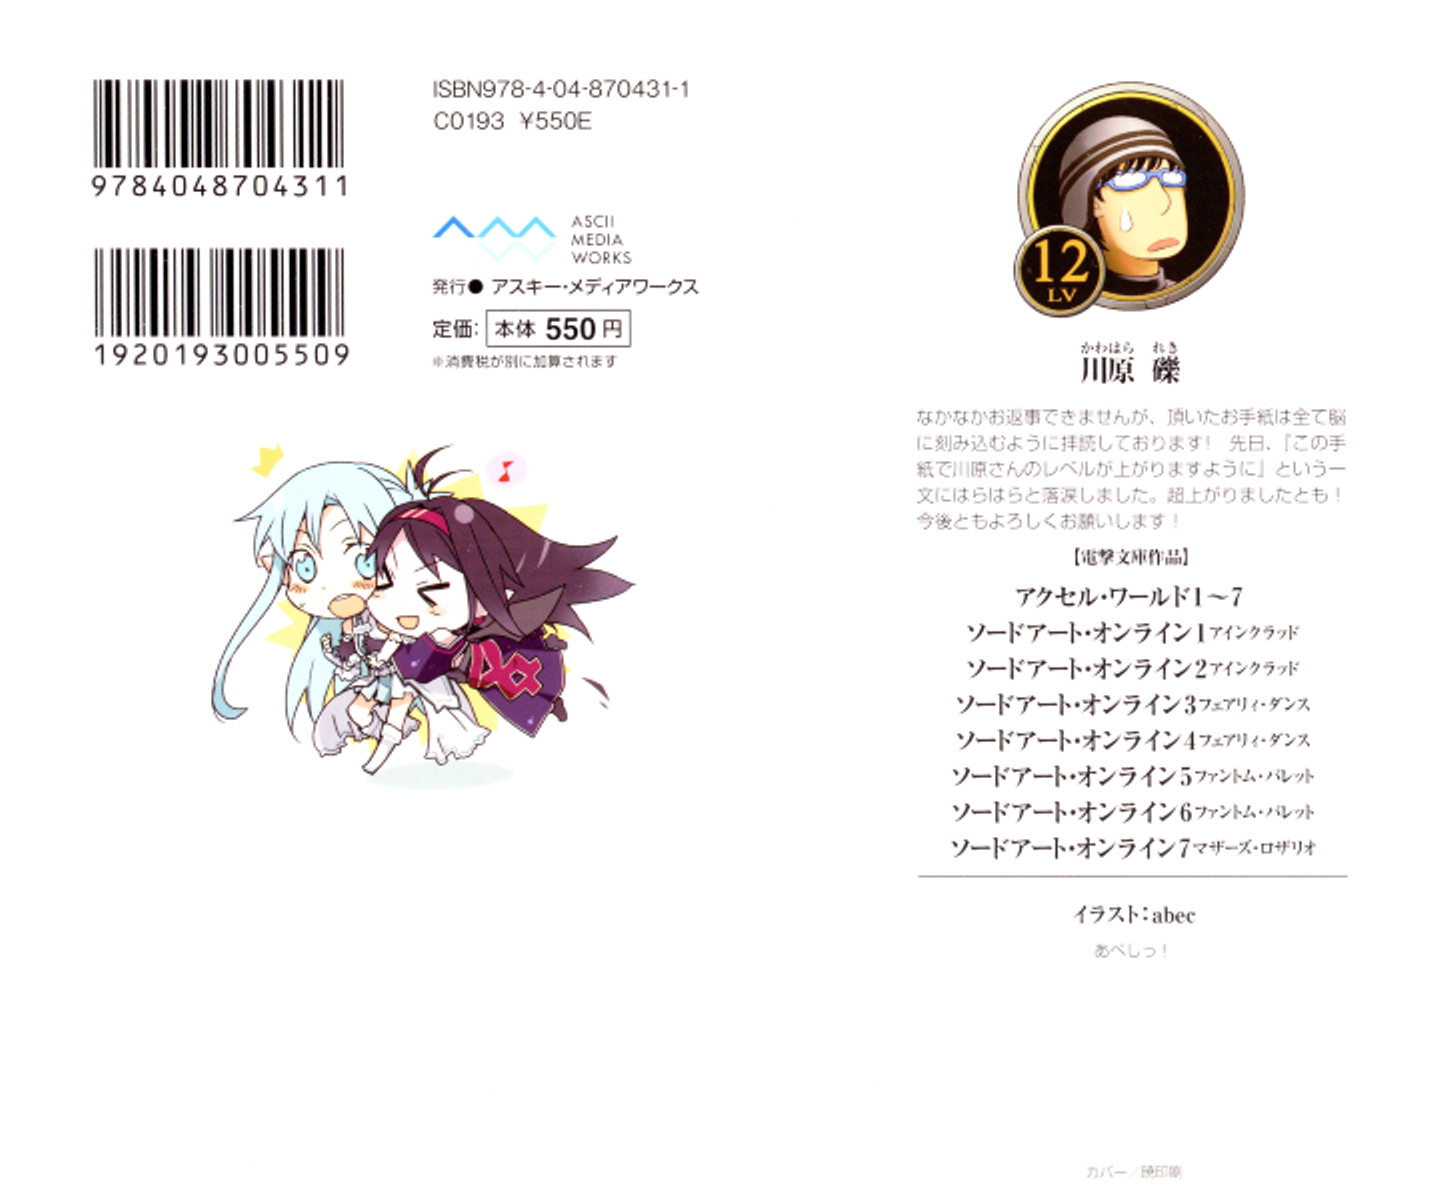 9784048704311
1920193005509
ISBN978-4-04-870431-1
C0193 ¥550E
ASCII
MEDIA
WORKS
発行● アスキー・メディアワークス
定価: 本体 550 円
※消費税が別に加算されます
12
LV
かわはら れき
川原 礫
なかなかお返事できませんが、頂いたお手紙は全て脳
に刻み込むように拝読しております! 先日、『この手
紙で川原さんのレベルが上がりますように』という一
文にはらはらと落涙しました。超上がりましたとも!
今後ともよろしくお願いします!
【電撃文庫作品】
アクセル・ワールド1～7
ソードアート・オンライン1アインクラッド
ソードアート・オンライン2アインクラッド
ソードアート・オンライン3フェアリィ・ダンス
ソードアート・オンライン4フェアリィ・ダンス
ソードアート・オンライン5ファントム・バレット
ソードアート・オンライン6ファントム・バレット
ソードアート・オンライン7マザーズ・ロザリオ
イラスト:abec
あべしっ!
カバー／暁印刷